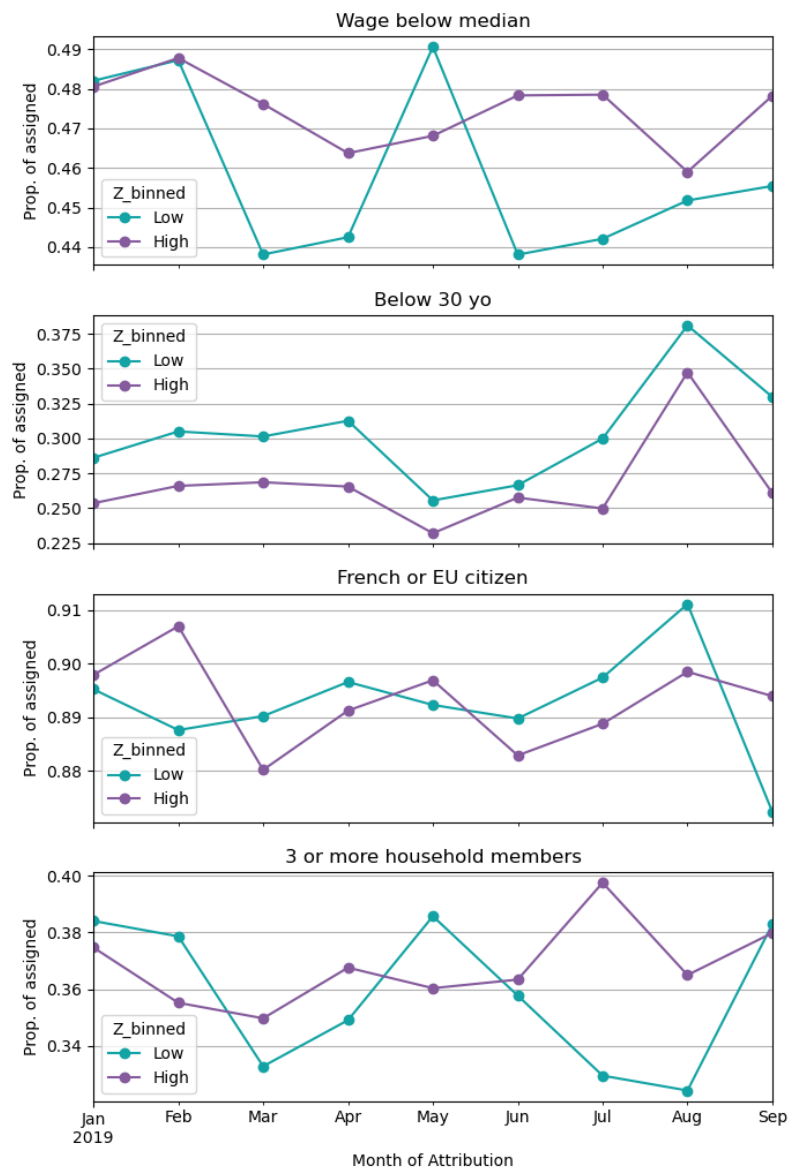 Wage below median
0.49
0.48
0.47
0.46
0.45
0.44
Prop. of assigned
Z_binned
Low
High
Below 30 yo
0.375
0.350
0.325
0.300
0.275
0.250
0.225
Prop. of assigned
Z_binned
Low
High
French or EU citizen
0.91
0.90
0.89
0.88
Prop. of assigned
Z_binned
Low
High
3 or more household members
0.40
0.38
0.36
0.34
Prop. of assigned
Z_binned
Low
High
Jan Feb Mar Apr May Jun Jul Aug Sep
2019
Month of Attribution